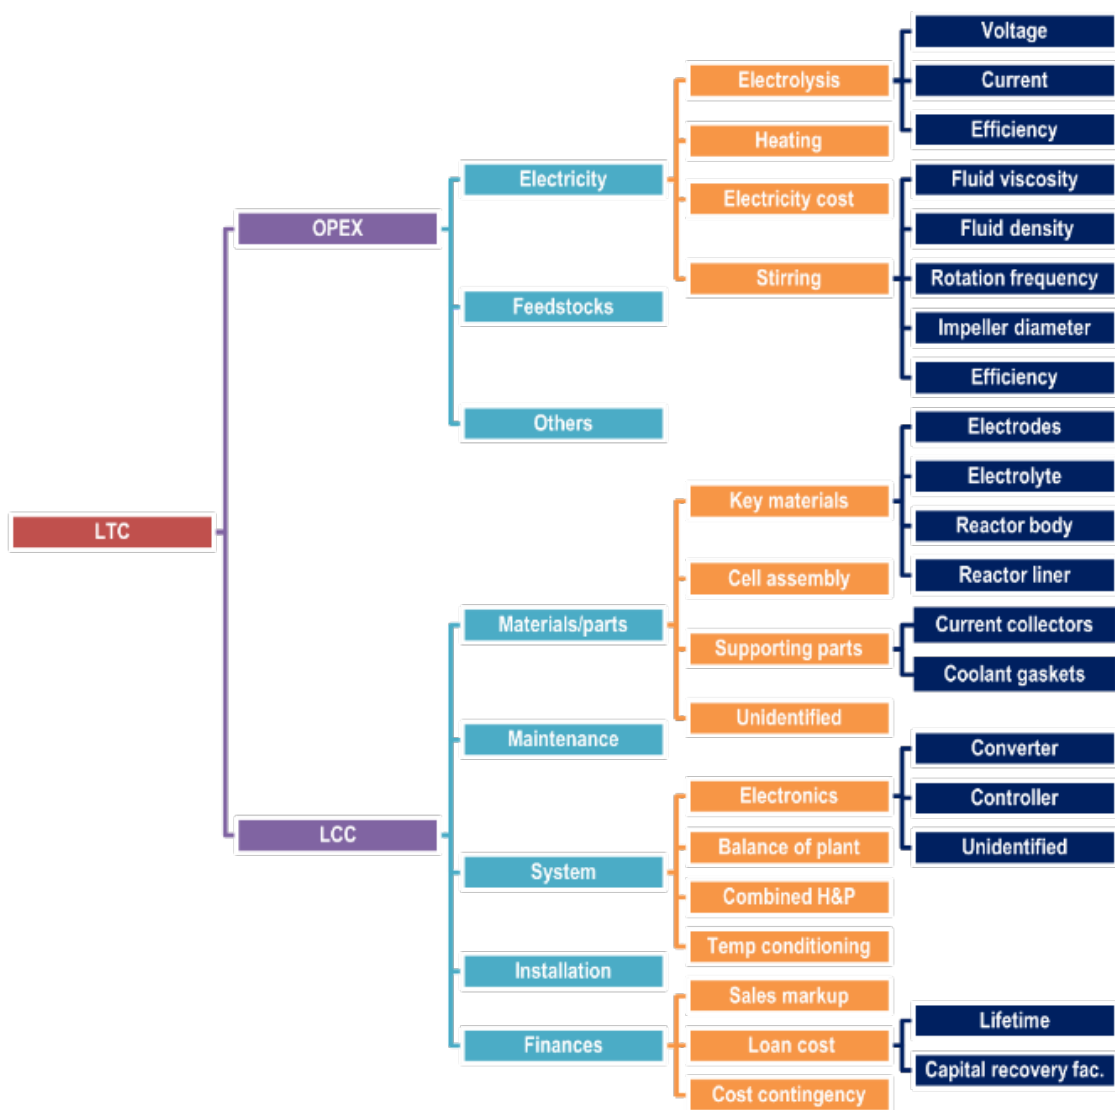 Voltage
Electrolysis
Current
Efficiency
Heating
Electricity
Fluid viscosity
Electricity cost
OPEX
Fluid density
Stirring
Rotation frequency
Feedstocks
Impeller diameter
Efficiency
Others
Electrodes
Key materials
Electrolyte
LTC
Reactor body
Cell assembly
Reactor liner
Materials/parts
Current collectors
Supporting parts
Coolant gaskets
Unidentified
Maintenance
Converter
Electronics
Controller
LCC
Balance of plant
Unidentified
System
Combined H&P
Temp conditioning
Installation
Sales markup
Lifetime
Finances
Loan cost
Capital recovery fac.
Cost contingency